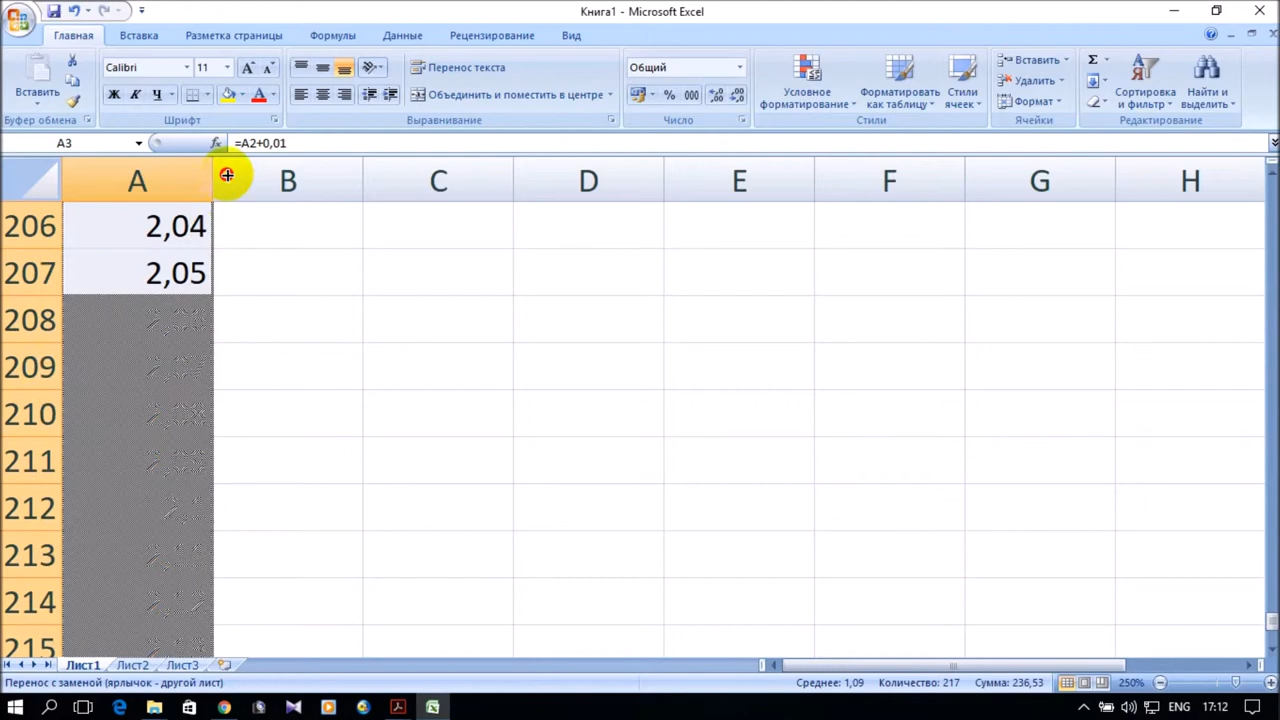 Книга1 - Microsoft Excel
Главная Вставка Разметка страницы Формулы Данные Рецензирование Вид
Вставить
Буфер обмена
Calibri 11
Ж К Ч
Шрифт
Перенос текста
Объединить и поместить в центре
Выравнивание
Общий
% 000
Число
Условное форматирование
Форматировать как таблицу
Стили ячеек
Стили
Вставить
Удалить
Формат
Ячейки
Σ
Сортировка и фильтр
Найти и выделить
Редактирование
A3 fx =A2+0,01
A B C D E F G H
206 2,04
207 2,05
208
209
210
211
212
213
214
215
Лист1 Лист2 Лист3
Перенос с заменой (ярлычок - другой лист) Среднее: 1,09 Количество: 217 Сумма: 236,53 250%
ENG 17:12